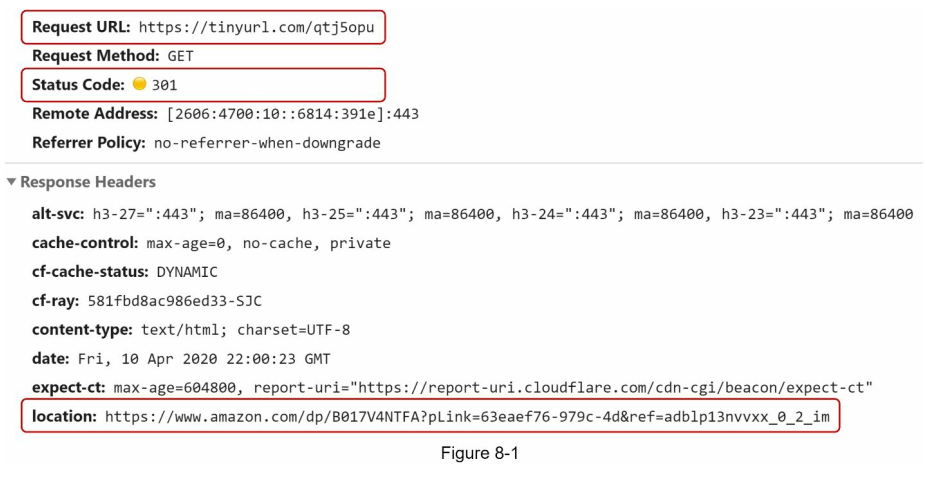 Request URL: https://tinyurl.com/qtj5opu
Request Method: GET
Status Code: 301
Remote Address: [2606:4700:10::6814:391e]:443
Referrer Policy: no-referrer-when-downgrade
Response Headers
alt-svc: h3-27=":443"; ma=86400, h3-25=":443"; ma=86400, h3-24=":443"; ma=86400, h3-23=":443"; ma=86400
cache-control: max-age=0, no-cache, private
cf-cache-status: DYNAMIC
cf-ray: 581fbd8ac986ed33-SJC
content-type: text/html; charset=UTF-8
date: Fri, 10 Apr 2020 22:00:23 GMT
expect-ct: max-age=604800, report-uri="https://report-uri.cloudflare.com/cdn-cgi/beacon/expect-ct"
location: https://www.amazon.com/dp/B017V4NTFA?pLink=63eaef76-979c-4d&ref=adblp13nvvxx_0_2_im
Figure 8-1